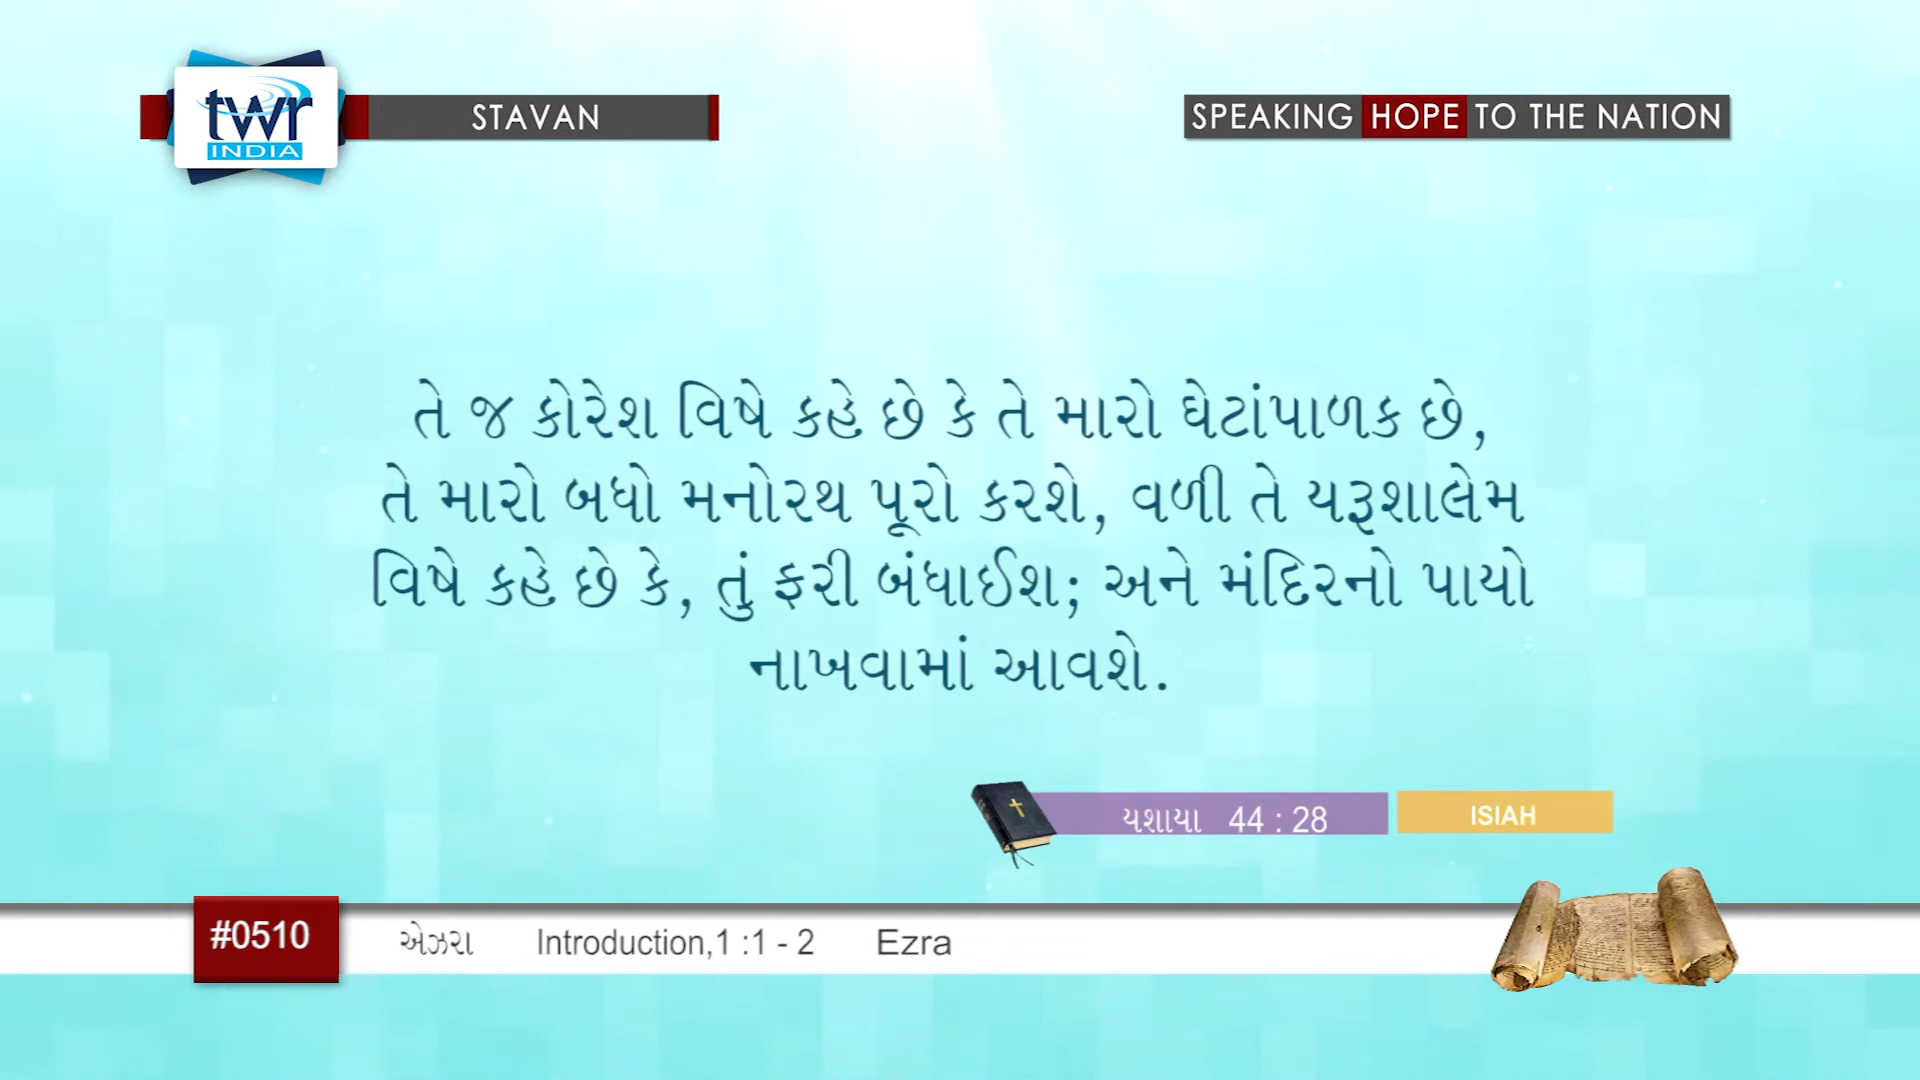 twr
INDIA
STAVAN
SPEAKING HOPE TO THE NATION
તે જ કોરેશ વિષે કહે છે કે તે મારો ઘેટાંપાળક છે,
તે મારો બધો મનોરથ પૂરો કરશે, વળી તે યરૂશાલેમ
વિષે કહે છે કે, તું ફરી બંધાઈશ; અને મંદિરનો પાયો
નાખવામાં આવશે.
યશાયા 44 : 28
ISIAH
#0510
એઝરા Introduction,1 :1 - 2 Ezra